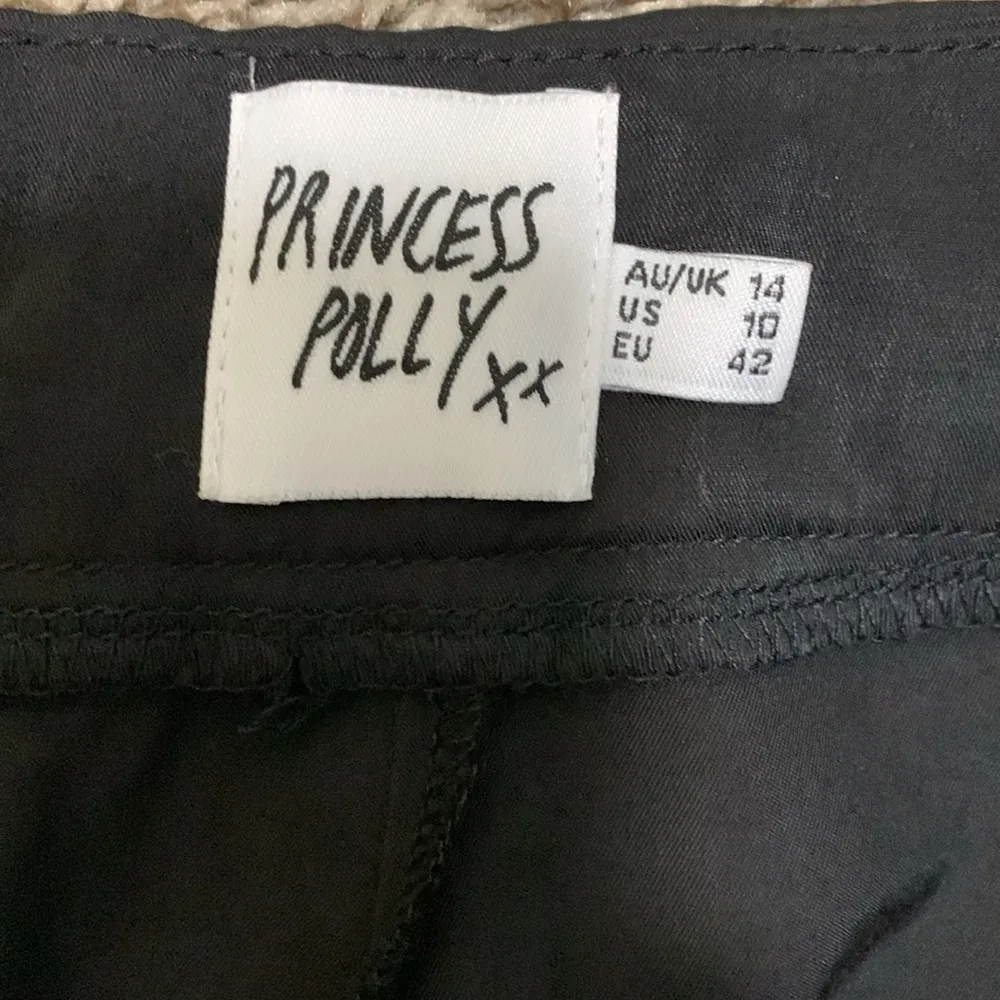 PRINCESS
POLLY xx
AU/UK 14
US 10
EU 42